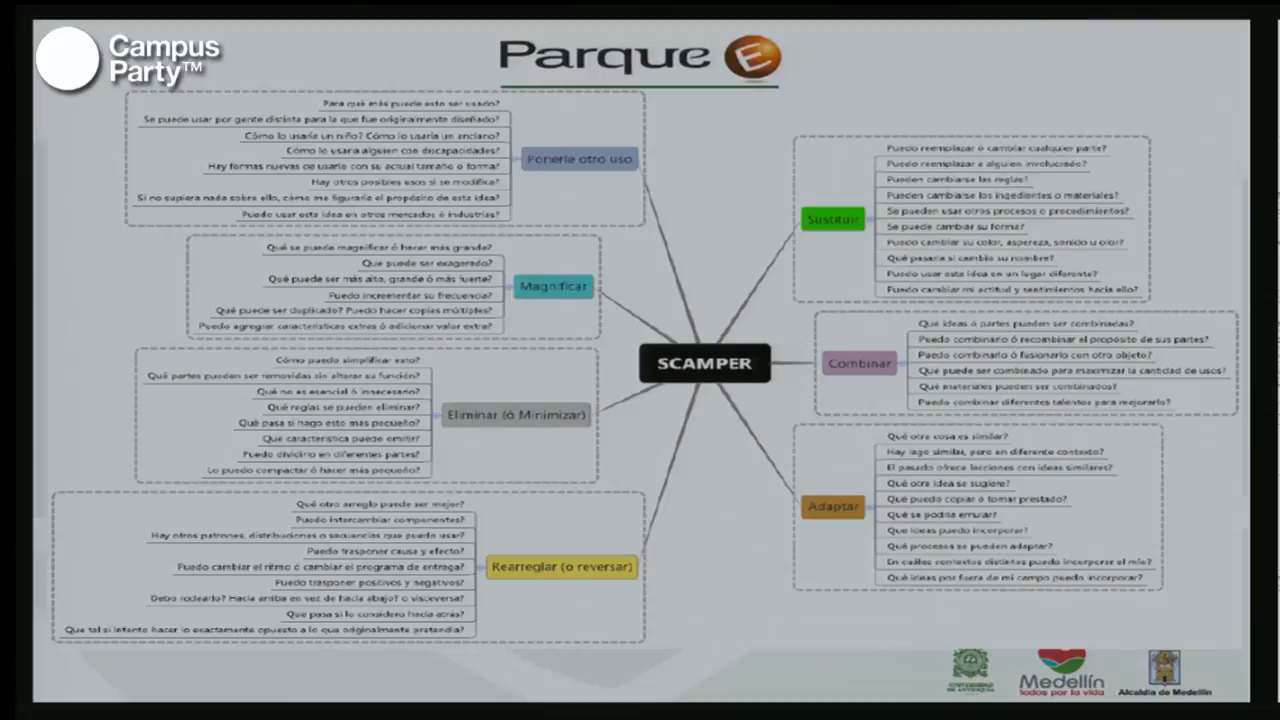 Campus
Party™
Parque E
Para qué más puede esto ser usado?
Se puede usar por gente distinta para la que fue originalmente diseñado?
Cómo lo usaría un niño? Cómo lo usaría un anciano?
Cómo lo usaría alguien con discapacidades?
Hay formas nuevas de usarlo con su actual tamaño o forma?
Hay otros posibles usos si se modifica?
Si no supiera nada sobre ello, cómo me figuraría el propósito de esta idea?
Puedo usar esta idea en otros mercados ó industrias?
Ponerle otro uso
Qué se puede magnificar ó hacer más grande?
Que puede ser exagerado?
Qué puede ser más alto, grande ó más fuerte?
Puedo incrementar su frecuencia?
Qué puede ser duplicado? Puedo hacer copias múltiples?
Puedo agregar características extras ó adicionar valor extra?
Magnificar
Cómo puedo simplificar esto?
Qué partes pueden ser removidas sin alterar su función?
Qué no es esencial ó innecesario?
Qué reglas se pueden eliminar?
Qué pasa si hago esto más pequeño?
Qué característica puedo omitir?
Puedo dividirlo en diferentes partes?
Lo puedo compactar ó hacer más pequeño?
Eliminar (ó Minimizar)
Qué otro arreglo puede ser mejor?
Puedo intercambiar componentes?
Hay otros patrones, distribuciones o secuencias que puedo usar?
Puedo trasponer causa y efecto?
Puedo cambiar el ritmo ó cambiar el programa de entrega?
Puedo trasponer positivos y negativos?
Debo rodearlo? Hacia arriba en vez de hacia abajo? o visceversa?
Que pasa si lo considero hacia atrás?
Que tal si intento hacer lo exactamente opuesto a lo que originalmente pretendía?
Rearreglar (o reversar)
SCAMPER
Sustituir
Puedo reemplazar ó cambiar cualquier parte?
Puedo reemplazar a alguien involucrado?
Pueden cambiarse las reglas?
Pueden cambiarse los ingedientes o materiales?
Se pueden usar otros procesos o procedimientos?
Se puede cambiar su forma?
Puedo cambiar su color, aspereza, sonido u olor?
Qué pasaría si cambio su nombre?
Puedo usar esta idea en un lugar diferente?
Puedo cambiar mi actitud y sentimientos hacia ello?
Combinar
Qué ideas ó partes pueden ser combinadas?
Puedo combinar ó recombinar el propósito de sus partes?
Puedo combinar ó fusionarlo con otro objeto?
Que puede ser combinado para maximizar la cantidad de usos?
Qué materiales pueden ser combinados?
Puedo combinar diferentes talentos para mejorarlo?
Adaptar
Qué otra cosa es similar?
Hay lago similar, pero en diferente contexto?
El pasado ofrece lecciones con ideas similares?
Qué otra idea se sugiere?
Qué puedo copiar ó tomar prestado?
Qué se podría emular?
Que ideas puedo incorporar?
Qué procesos se pueden adaptar?
En cuáles contextos distintos puedo incorporar el mío?
Qué ideas por fuera de mi campo puedo incorporar?
UNIVERSIDAD
DE ANTIOQUIA
Medellín
todos por la vida
Alcaldía de Medellín